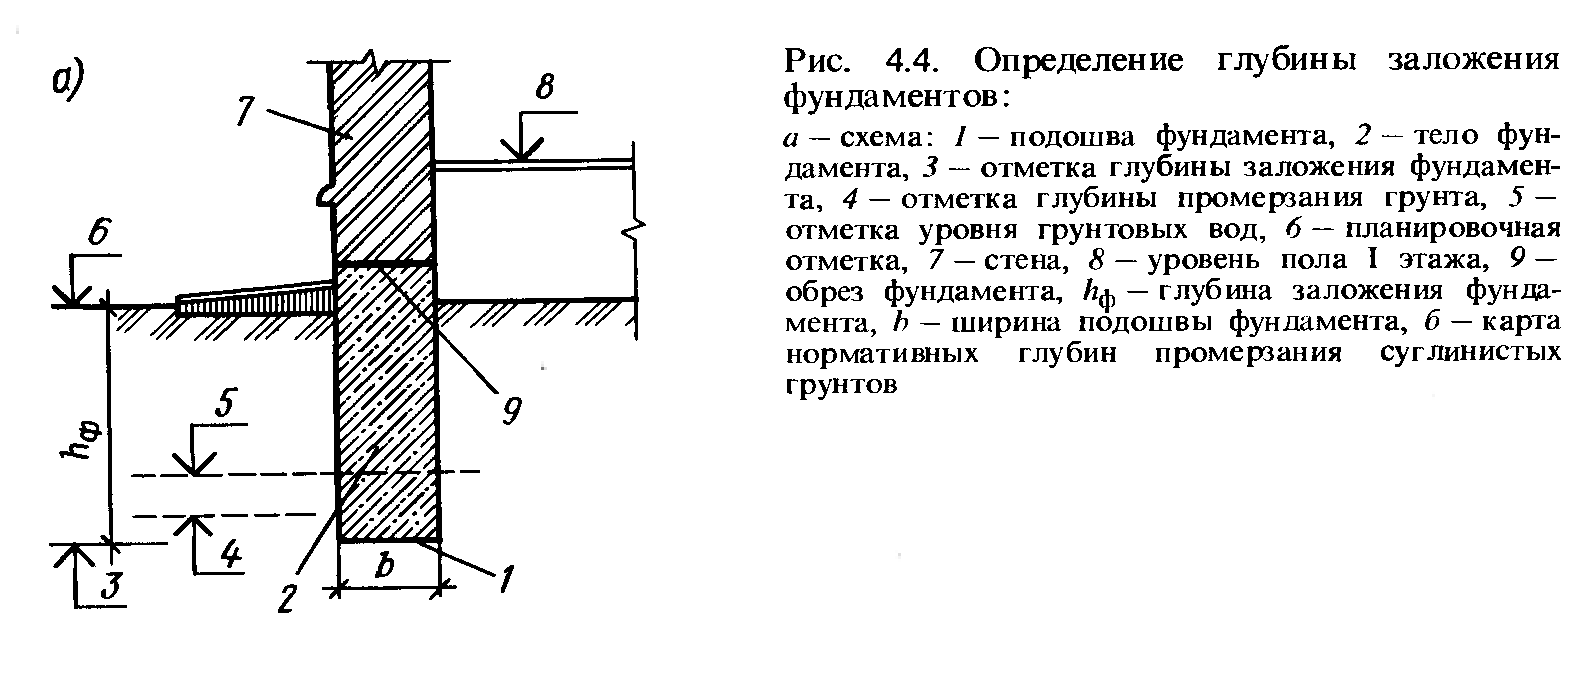 а)
7
8
6
5
9
hф
4
3
2
b
1
Рис. 4.4. Определение глубины заложения
фундаментов:
а — схема: 1 — подошва фундамента, 2 — тело фун-
дамента, 3 — отметка глубины заложения фундамен-
та, 4 — отметка глубины промерзания грунта, 5 —
отметка уровня грунтовых вод, 6 — планировочная
отметка, 7 — стена, 8 — уровень пола I этажа, 9 —
обрез фундамента, hф — глубина заложения фунда-
мента, b — ширина подошвы фундамента, б — карта
нормативных глубин промерзания суглинистых
грунтов